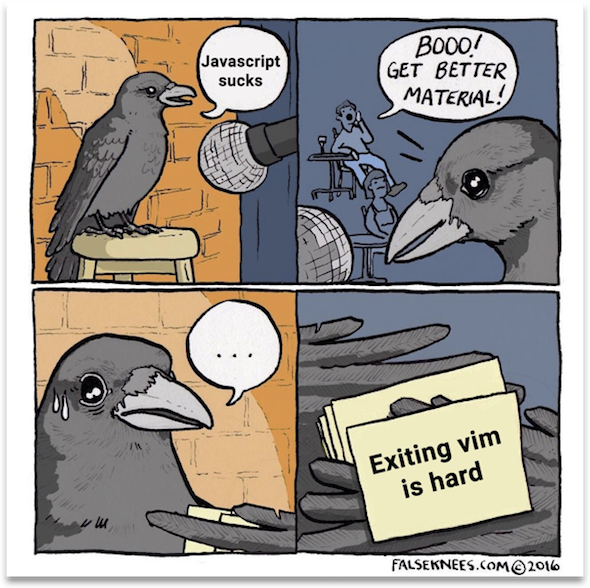 Javascript
sucks
BOOO!
GET BETTER
MATERIAL!
...
Exiting vim
is hard
FALSEKNEES.COM©2016